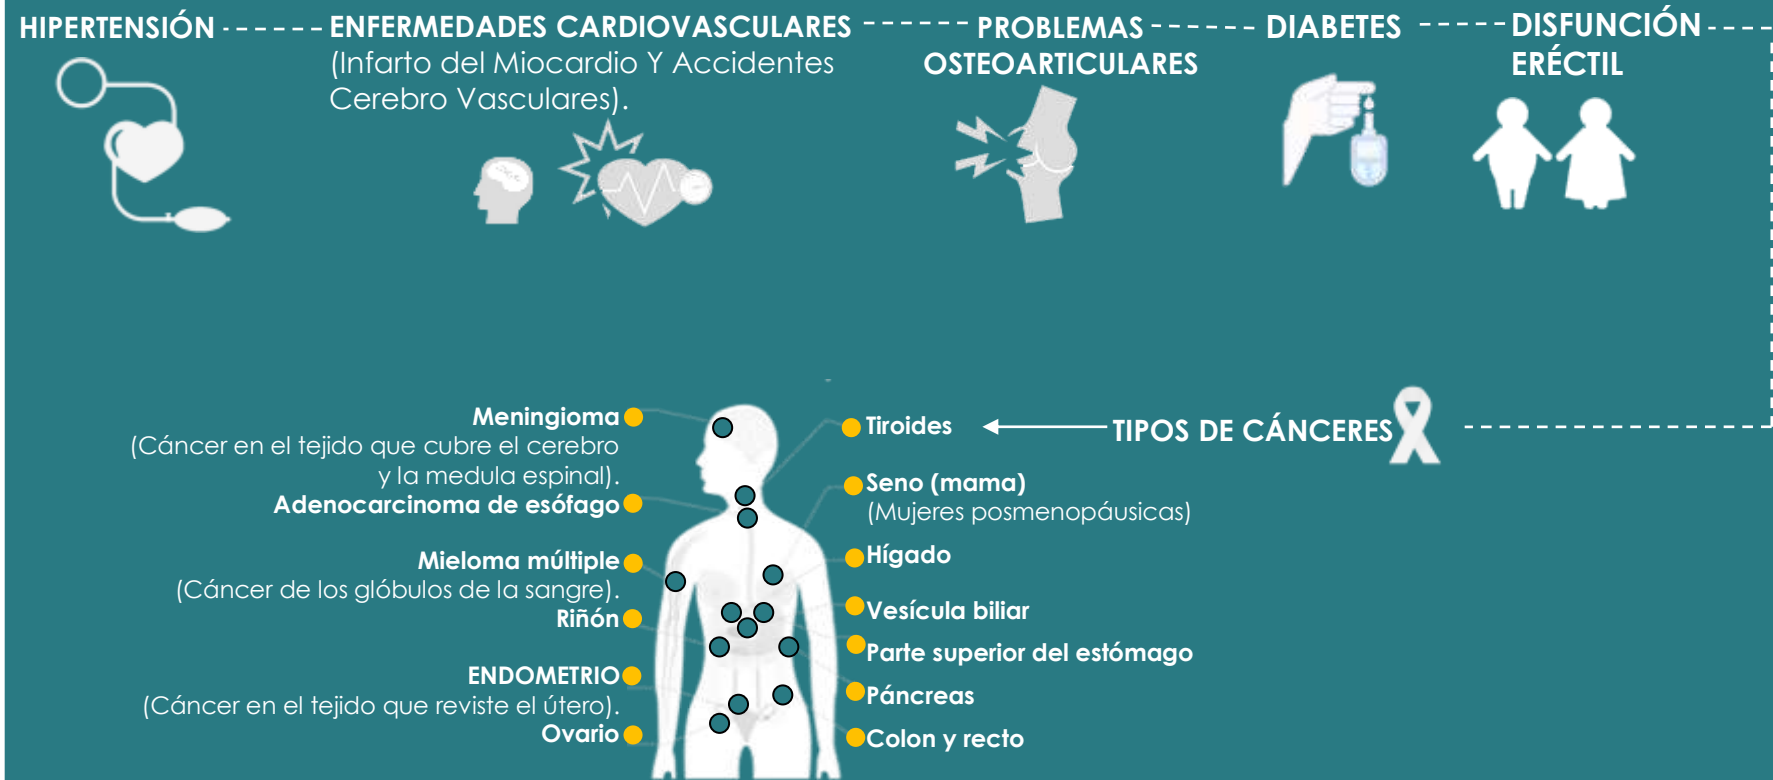 HIPERTENSIÓN
ENFERMEDADES CARDIOVASCULARES
(Infarto del Miocardio Y Accidentes
Cerebro Vasculares).
PROBLEMAS
OSTEOARTICULARES
DIABETES
DISFUNCIÓN
ERÉCTIL
TIPOS DE CÁNCERES
Meningioma
(Cáncer en el tejido que cubre el cerebro
y la medula espinal).
Adenocarcinoma de esófago
Mieloma múltiple
(Cáncer de los glóbulos de la sangre).
Riñón
ENDOMETRIO
(Cáncer en el tejido que reviste el útero).
Ovario
Tiroides
Seno (mama)
(Mujeres posmenopáusicas)
Hígado
Vesícula biliar
Parte superior del estómago
Páncreas
Colon y recto